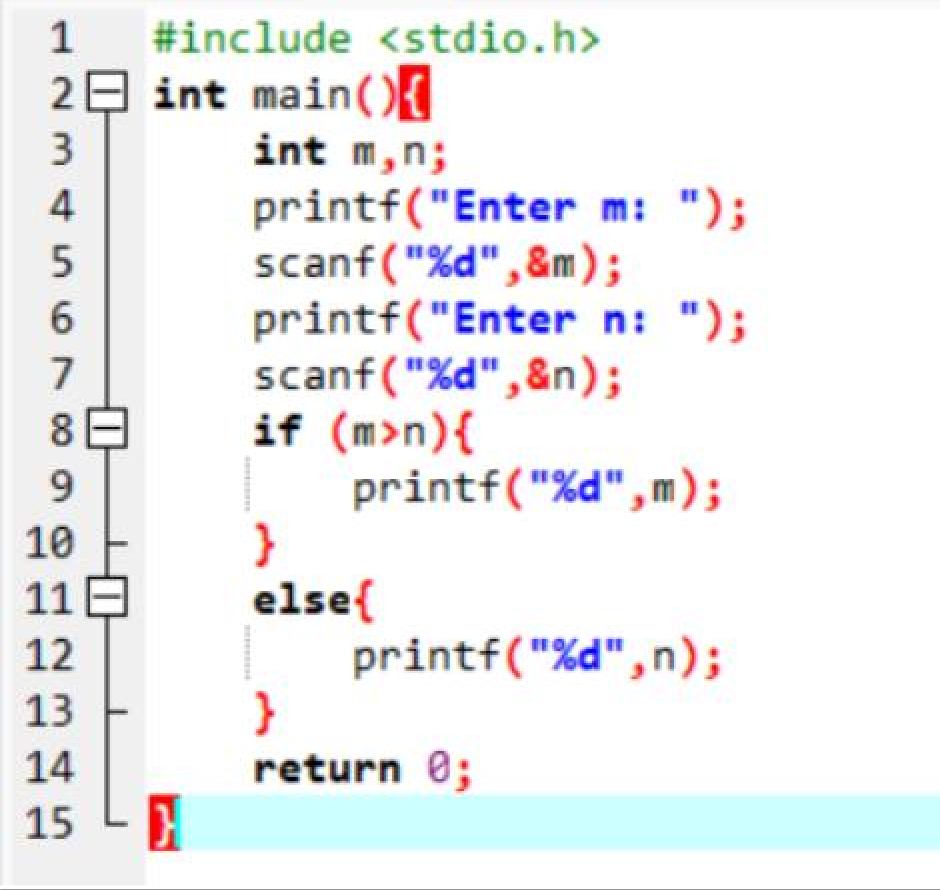 1 #include <stdio.h>
2 int main(){
3 int m,n;
4 printf("Enter m: ");
5 scanf("%d",&m);
6 printf("Enter n: ");
7 scanf("%d",&n);
8 if (m>n){
9 printf("%d",m);
10 }
11 else{
12 printf("%d",n);
13 }
14 return 0;
15 }